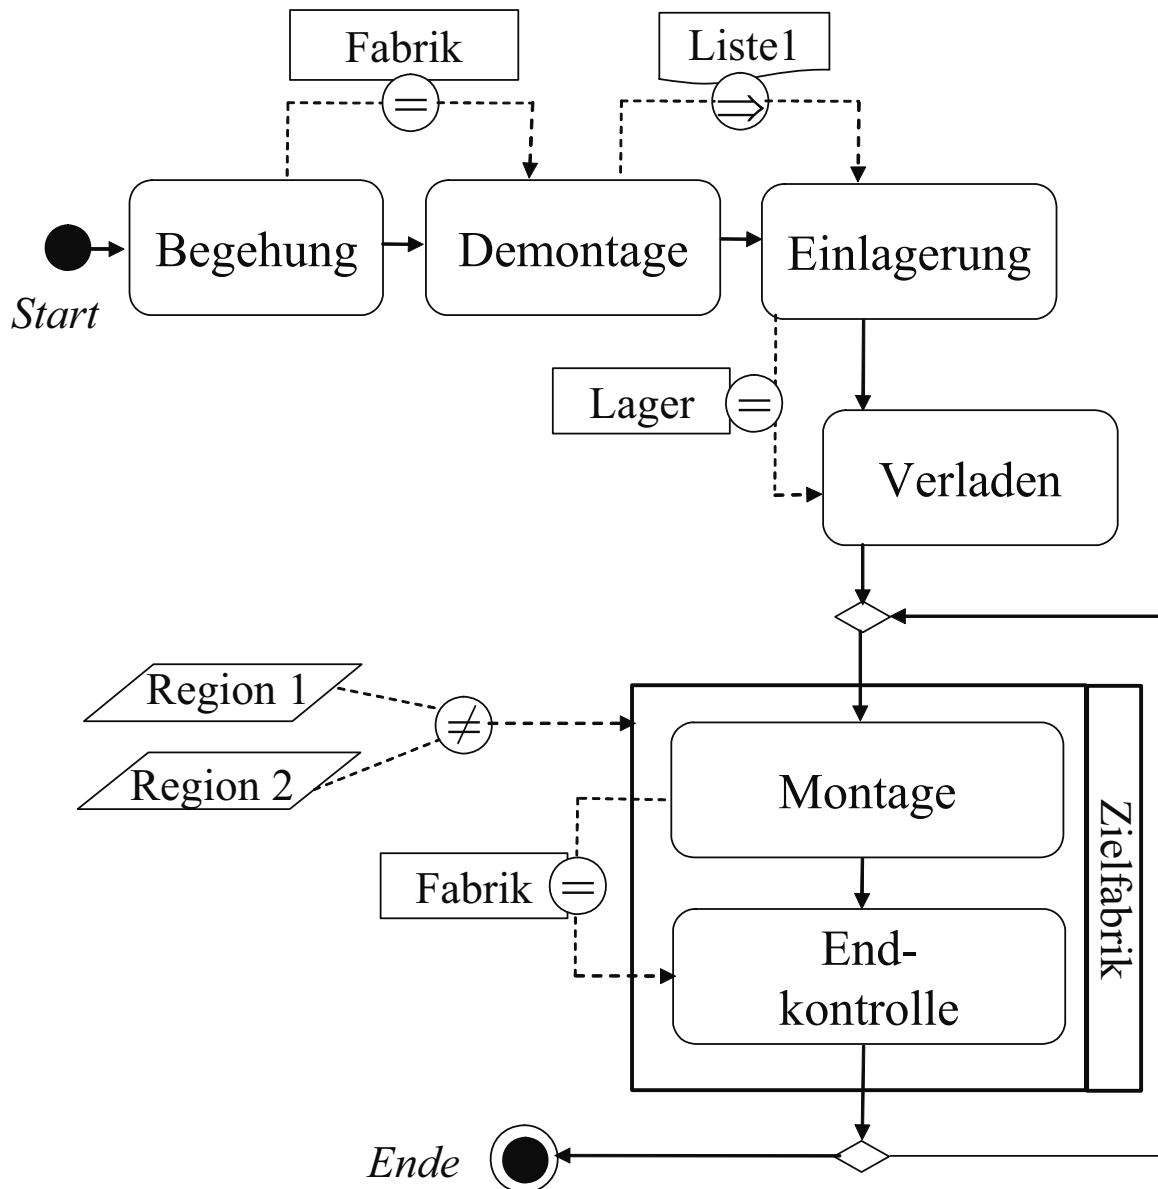 Fabrik
Liste1
=
⇒
Begehung
Demontage
Einlagerung
Start
Lager
=
Verladen
Region 1
≠
Region 2
Montage
Zielfabrik
Fabrik
=
End-
kontrolle
Ende